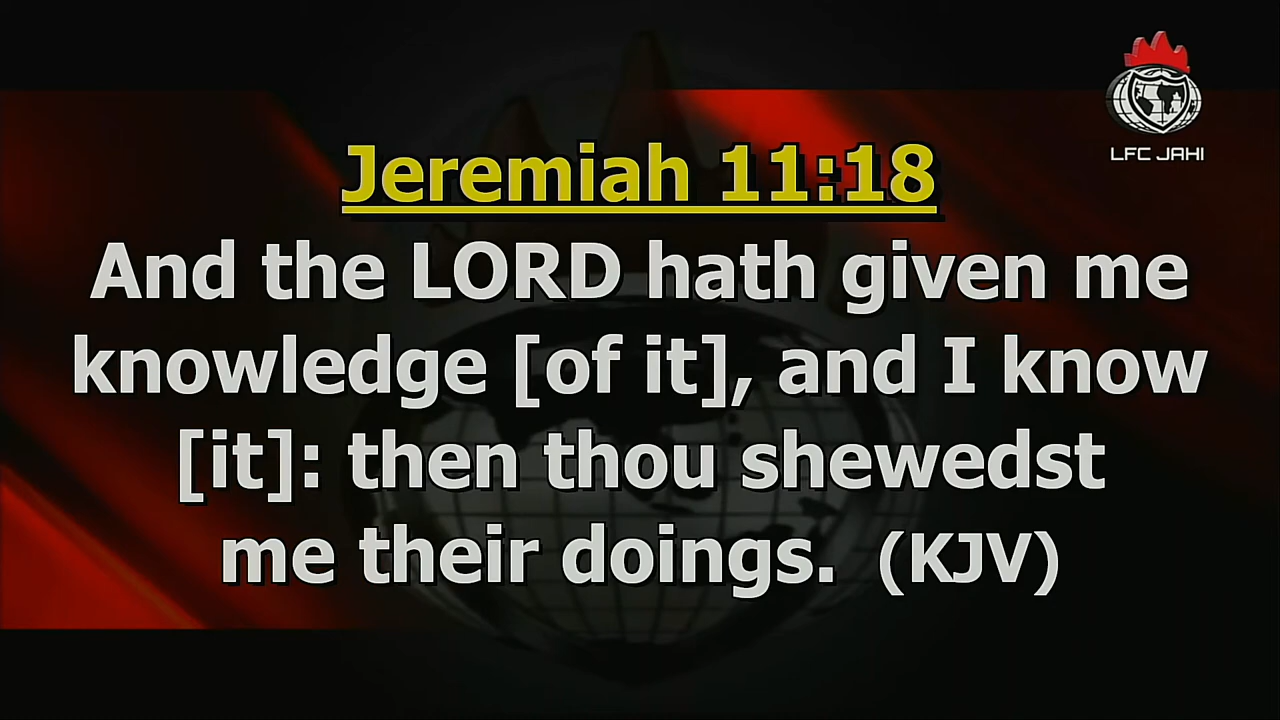 LFC JAHI
Jeremiah 11:18
And the LORD hath given me
knowledge [of it], and I know
[it]: then thou shewedst
me their doings. (KJV)